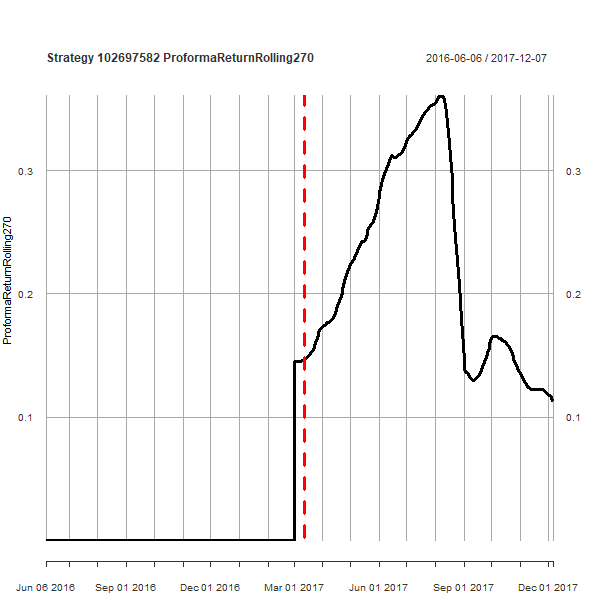 Strategy 102697582 ProformaReturnRolling270
2016-06-06 / 2017-12-07
ProformaReturnRolling270
0.3
0.3
0.2
0.2
0.1
0.1
Jun 06 2016
Sep 01 2016
Dec 01 2016
Mar 01 2017
Jun 01 2017
Sep 01 2017
Dec 01 2017